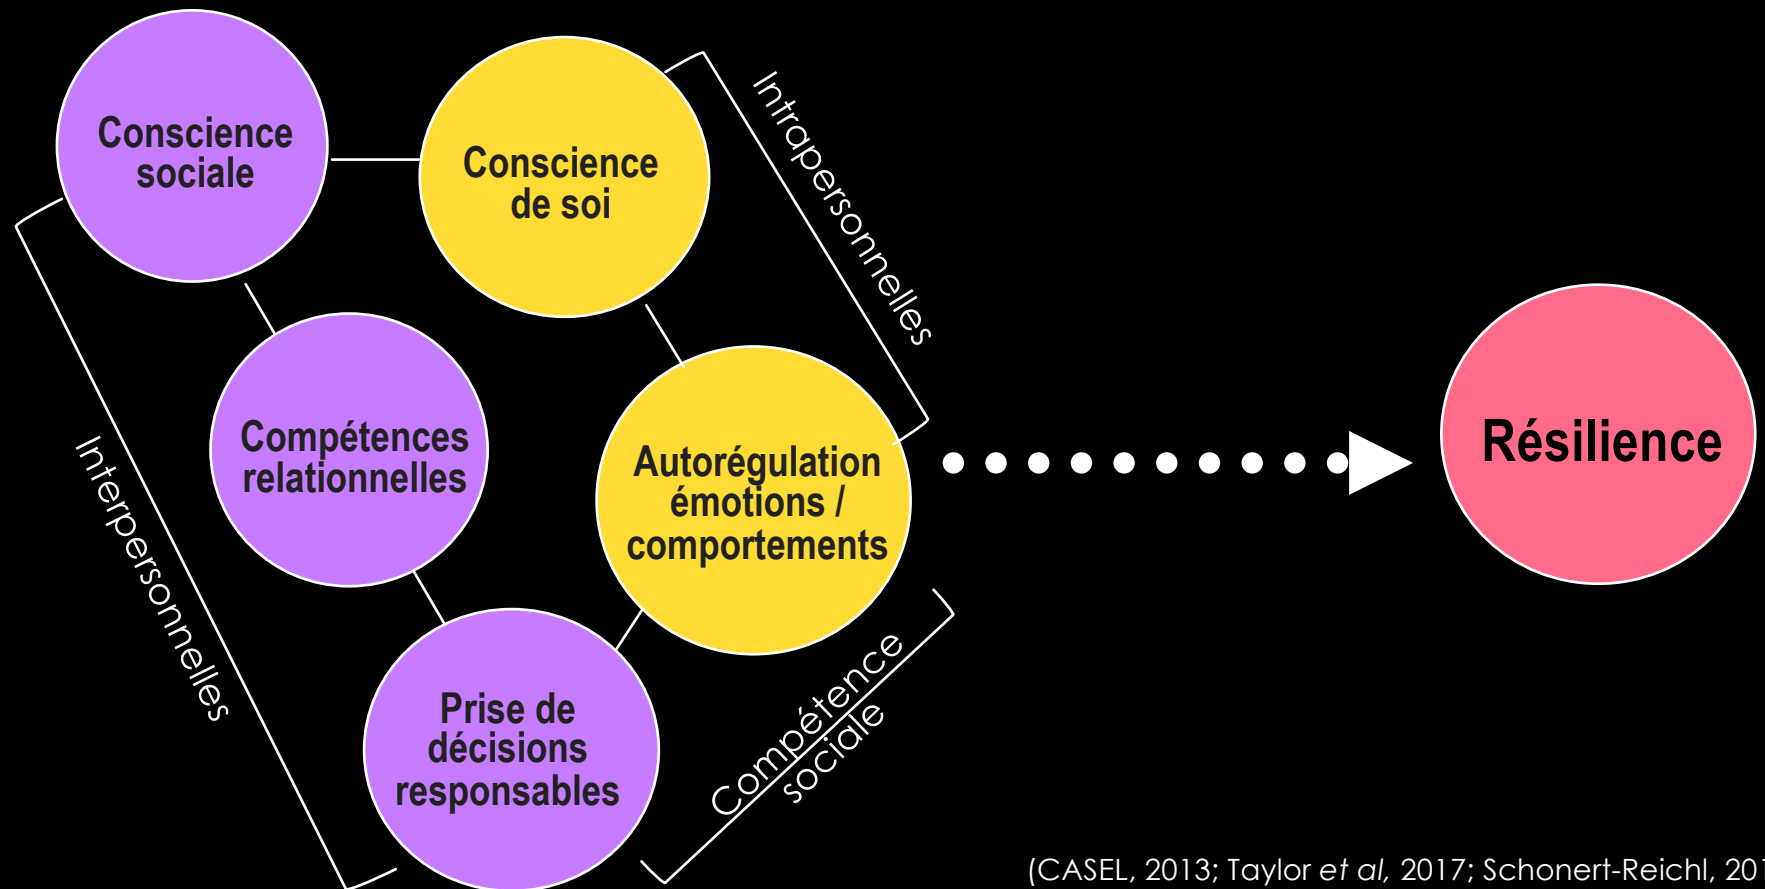 Conscience
sociale
Conscience
de soi
Intrapersonnelles
Compétences
relationnelles
Autorégulation
émotions /
comportements
Résilience
Interpersonnelles
Prise de
décisions
responsables
Compétence
sociale
(CASEL, 2013; Taylor et al, 2017; Schonert-Reichl,